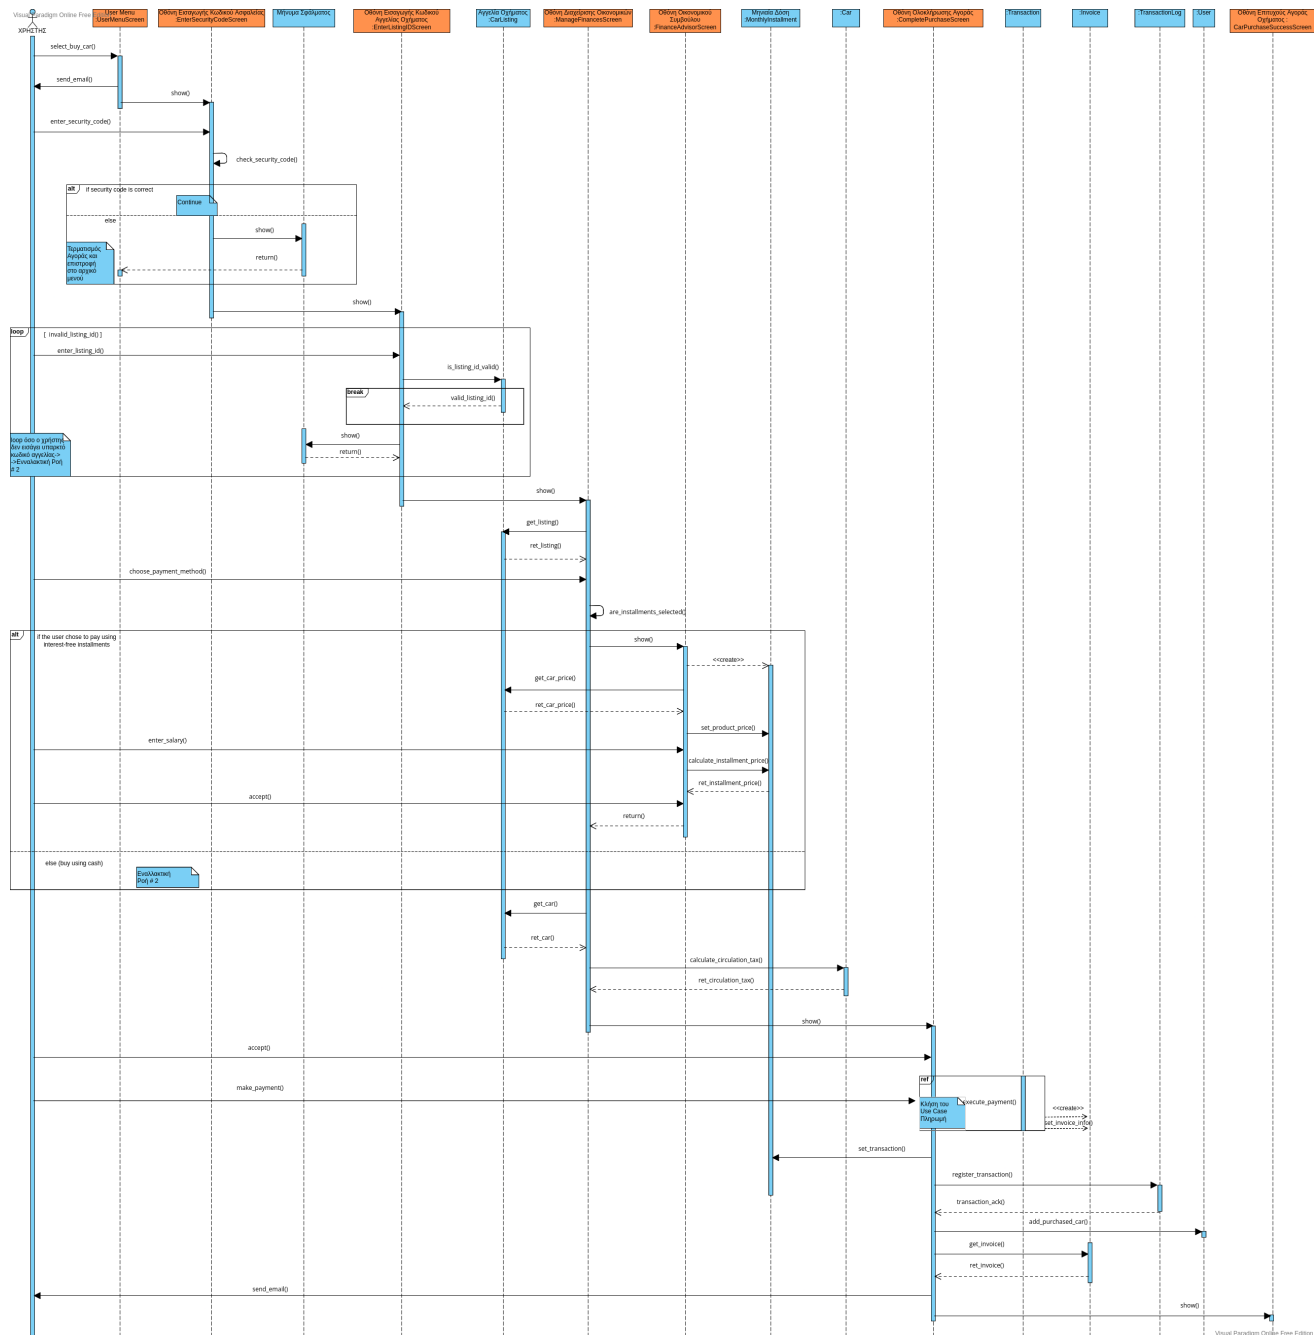 Visual Paradigm Online Free E
ΧΡΗΣΤΗΣ
User Menu
:UserMenuScreen
Οθόνη Εισαγωγής Κωδικού Ασφαλείας
:EnterSecurityCodeScreen
Μήνυμα Σφάλματος
Οθόνη Εισαγωγής Κωδικού
Αγγελίας Οχήματος
:EnterListingIDScreen
Αγγελία Οχήματος
:CarListing
Οθόνη Διαχείρισης Οικονομικών
:ManageFinancesScreen
Οθόνη Οικονομικού
Συμβούλου
:FinanceAdvisorScreen
Μηνιαία Δόση
:MonthlyInstallment
:Car
Οθόνη Ολοκλήρωσης Αγοράς
:CompletePurchaseScreen
:Transaction
:Invoice
:TransactionLog
:User
Οθόνη Επιτυχούς Αγοράς
Οχήματος :
CarPurchaseSuccessScreen
select_buy_car()
send_email()
show()
enter_security_code()
check_security_code()
alt
if security code is correct
Continue
else
show()
Τερματισμός
Αγοράς και
επιστροφή
στο αρχικό
μενού
return()
show()
loop
[ invalid_listing_id() ]
enter_listing_id()
is_listing_id_valid()
break
valid_listing_id()
loop όσο ο χρήστης
δεν εισάγει υπαρκτό
κωδικό αγγελίας->
->Ενναλακτική Ροή
# 2
show()
return()
show()
get_listing()
ret_listing()
choose_payment_method()
are_installments_selected()
alt
if the user chose to pay using
interest-free installments
show()
<<create>>
get_car_price()
ret_car_price()
set_product_price()
enter_salary()
calculate_installment_price()
ret_installment_price()
accept()
return()
else (buy using cash)
Εναλλακτική
Ροή # 2
get_car()
ret_car()
calculate_circulation_tax()
ret_circulation_tax()
show()
accept()
ref
make_payment()
Κλήση του
Use Case
Πληρωμή
execute_payment()
<<create>>
set_invoice_info()
set_transaction()
register_transaction()
transaction_ack()
add_purchased_car()
get_invoice()
ret_invoice()
send_email()
show()
Visual Paradigm Online Free Edition